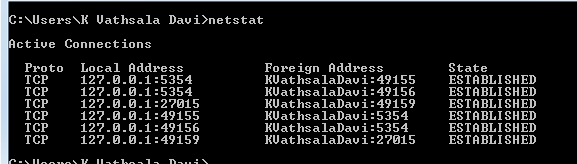 C:\Users\K Vathsala Davi>netstat
Active Connections
Proto Local Address Foreign Address State
TCP 127.0.0.1:5354 KVathsalaDavi:49155 ESTABLISHED
TCP 127.0.0.1:5354 KVathsalaDavi:49156 ESTABLISHED
TCP 127.0.0.1:27015 KVathsalaDavi:49159 ESTABLISHED
TCP 127.0.0.1:49155 KVathsalaDavi:5354 ESTABLISHED
TCP 127.0.0.1:49156 KVathsalaDavi:5354 ESTABLISHED
TCP 127.0.0.1:49159 KVathsalaDavi:27015 ESTABLISHED
C:\Users\K Vathsala Davi>